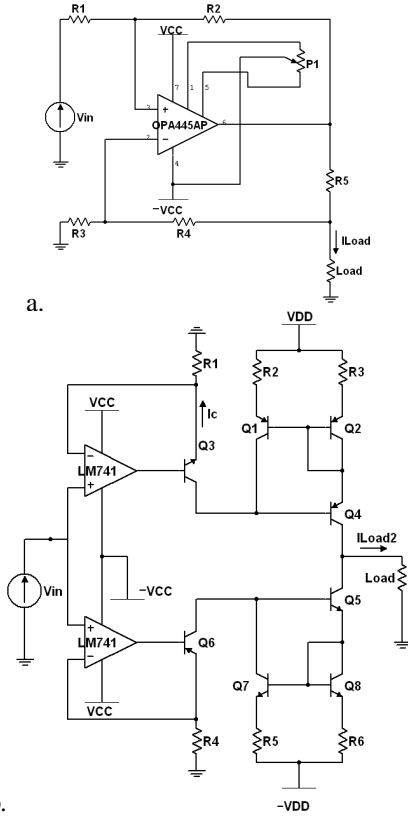 R1
R2
VCC
P1
7
1
5
3
+
OPA445AP
6
2
−
4
Vin
−VCC
R5
R3
R4
ILoad
Load
a.
VDD
R1
R2
R3
VCC
Ic
Q1
Q2
Q3
−
LM741
+
Q4
ILoad2
−VCC
Load
Vin
Q5
+
LM741
−
Q6
Q7
Q8
VCC
R4
R5
R6
−VDD